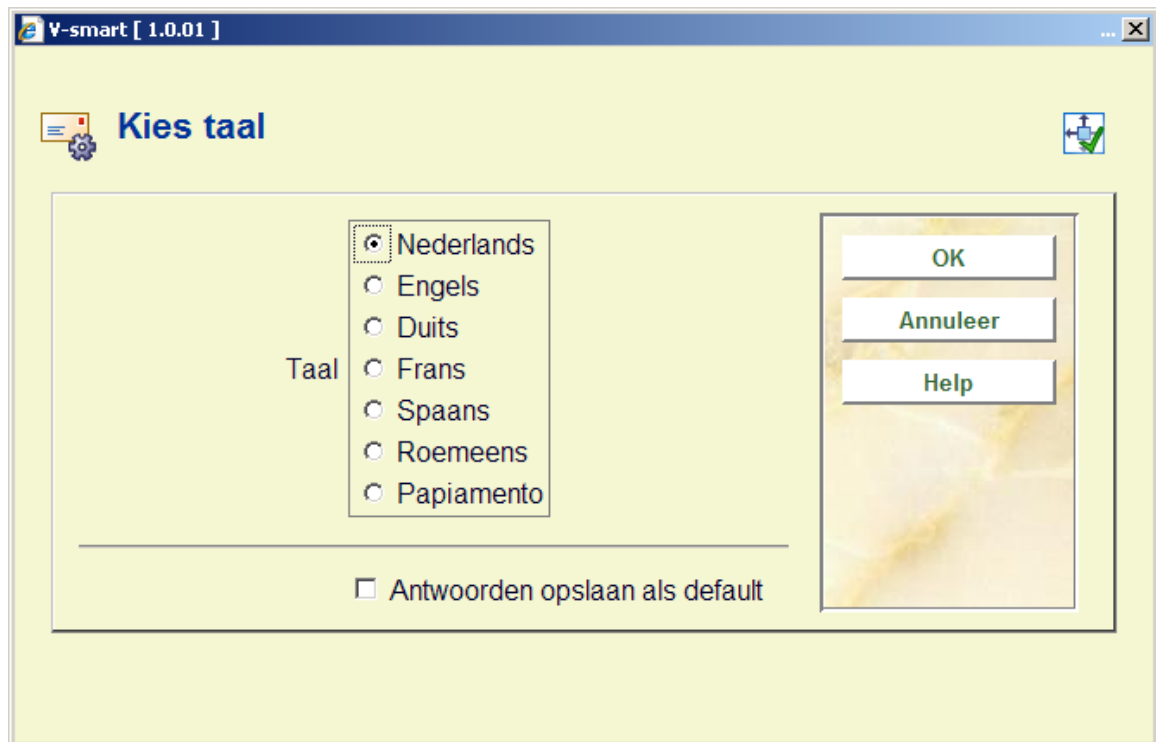 V-smart [ 1.0.01 ] ...
Kies taal
Taal
Nederlands
Engels
Duits
Frans
Spaans
Roemeens
Papiamento
Antwoorden opslaan als default
OK
Annuleer
Help